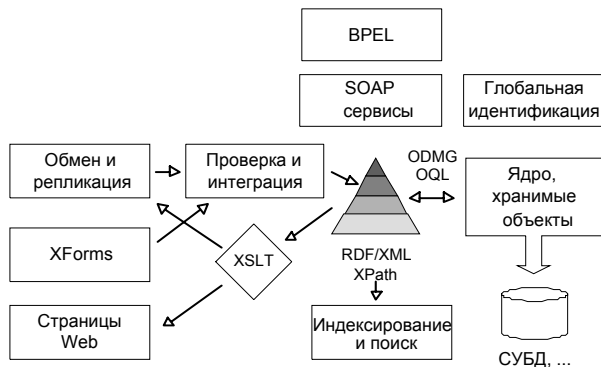 BPEL
SOAP
сервисы
Глобальная
идентификация
Обмен и
репликация
Проверка и
интеграция
ODMG
OQL
Ядро,
хранимые
объекты
XForms
XSLT
RDF/XML
XPath
Страницы
Web
Индексирование
и поиск
СУБД, ...